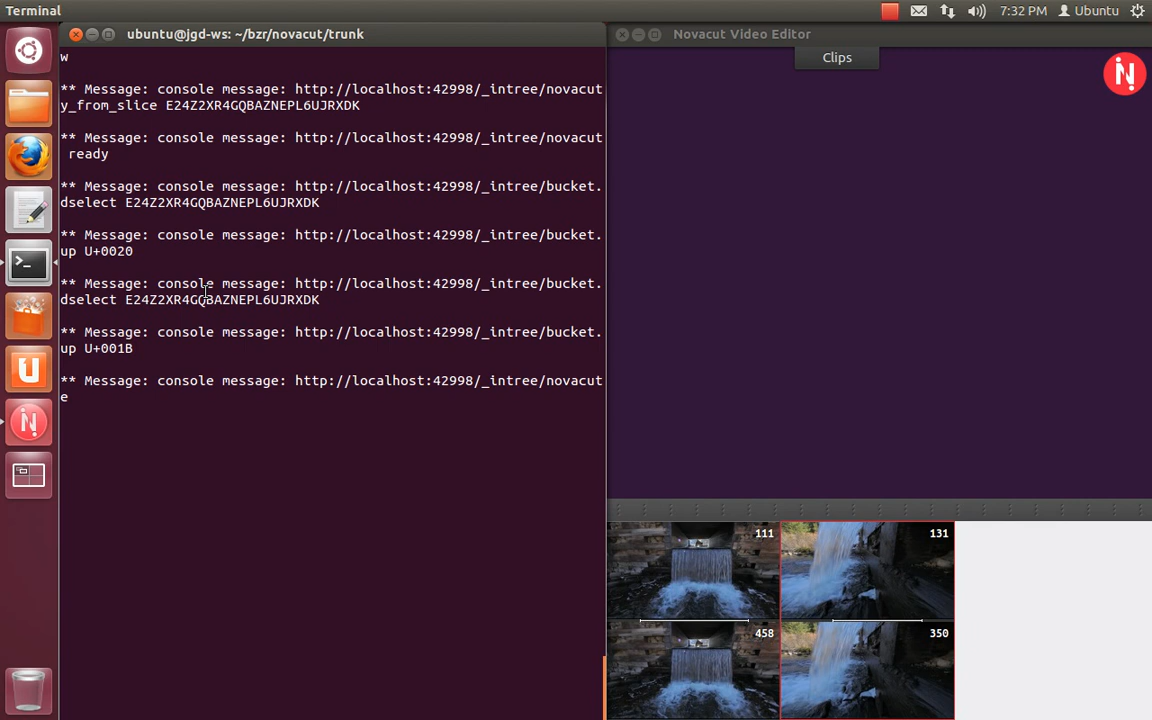 Terminal
7:32 PM
Ubuntu
ubuntu@jgd-ws: ~/bzr/novacut/trunk
w
** Message: console message: http://localhost:42998/_intree/novacut
y_from_slice E24Z2XR4GQBAZNEPL6UJRXDK
** Message: console message: http://localhost:42998/_intree/novacut
ready
** Message: console message: http://localhost:42998/_intree/bucket.
dselect E24Z2XR4GQBAZNEPL6UJRXDK
** Message: console message: http://localhost:42998/_intree/bucket.
up U+0020
** Message: console message: http://localhost:42998/_intree/bucket.
dselect E24Z2XR4GQBAZNEPL6UJRXDK
** Message: console message: http://localhost:42998/_intree/bucket.
up U+001B
** Message: console message: http://localhost:42998/_intree/novacut
e
Novacut Video Editor
Clips
111
131
458
350